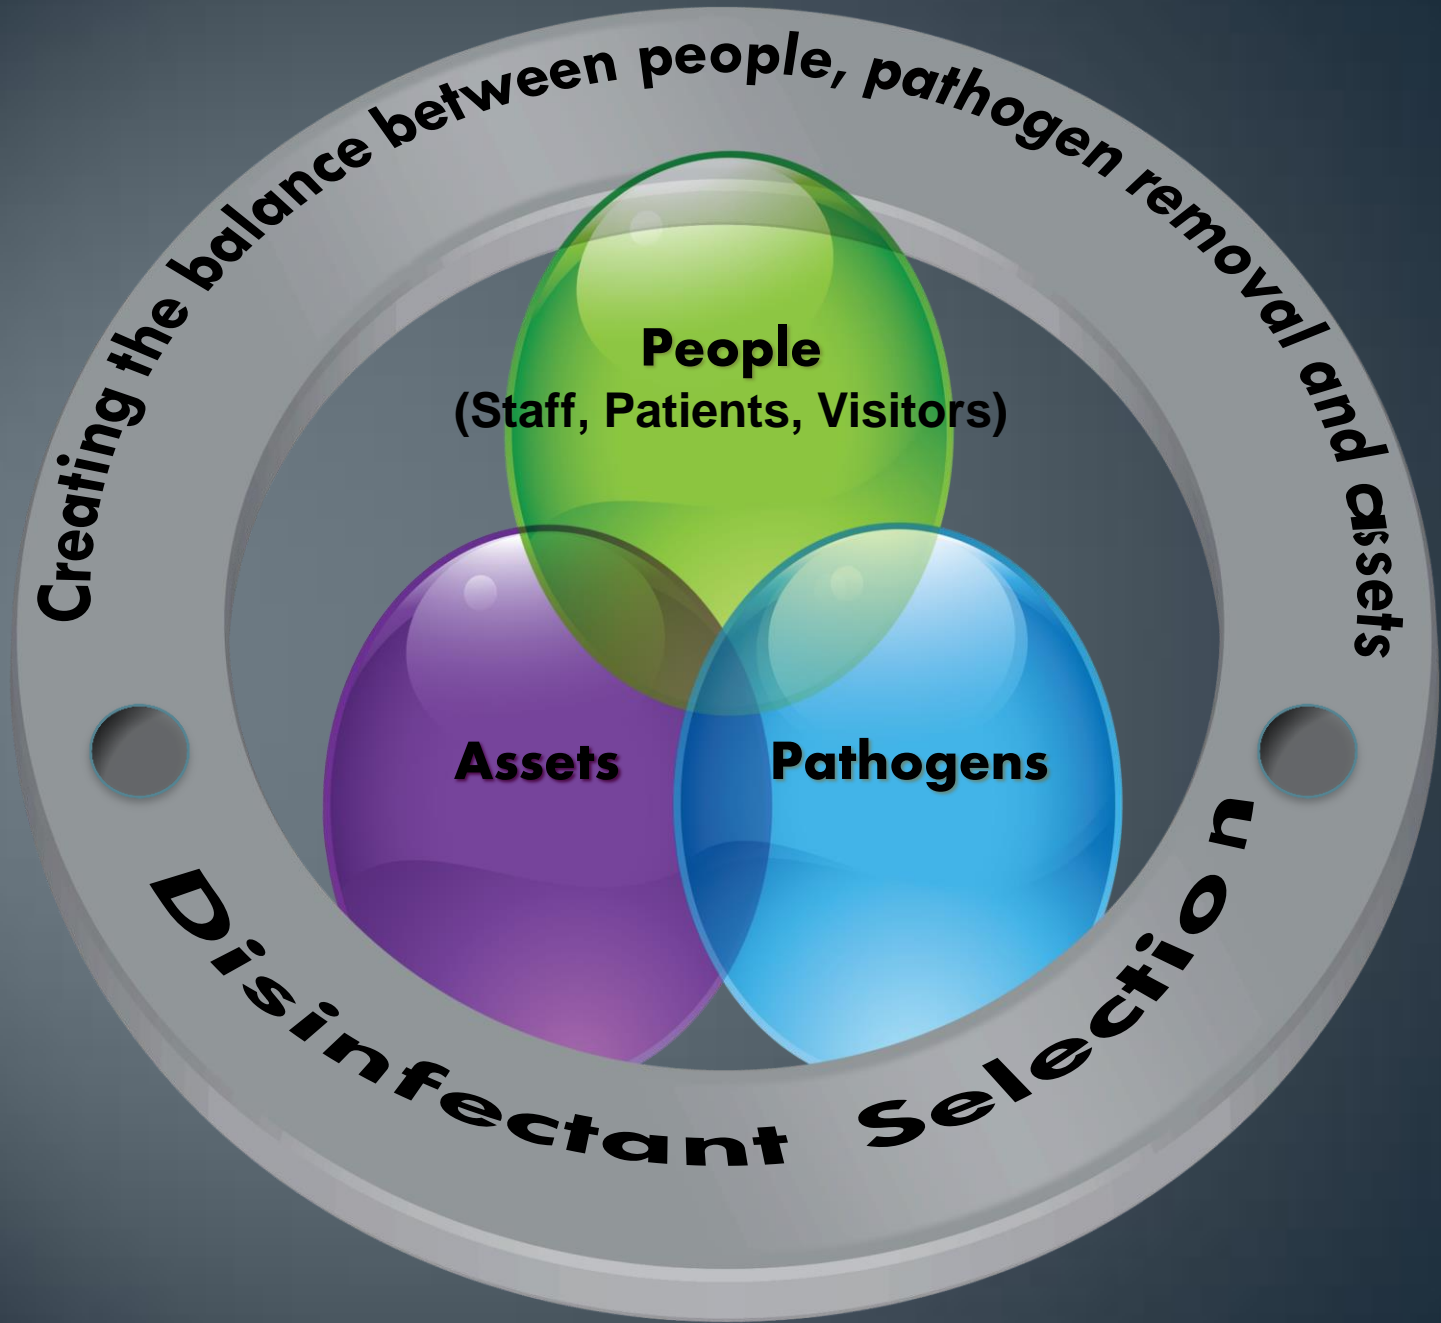 Creating the balance between people, pathogen removal and assets
People
(Staff, Patients, Visitors)
Assets
Pathogens
Disinfectant Selection